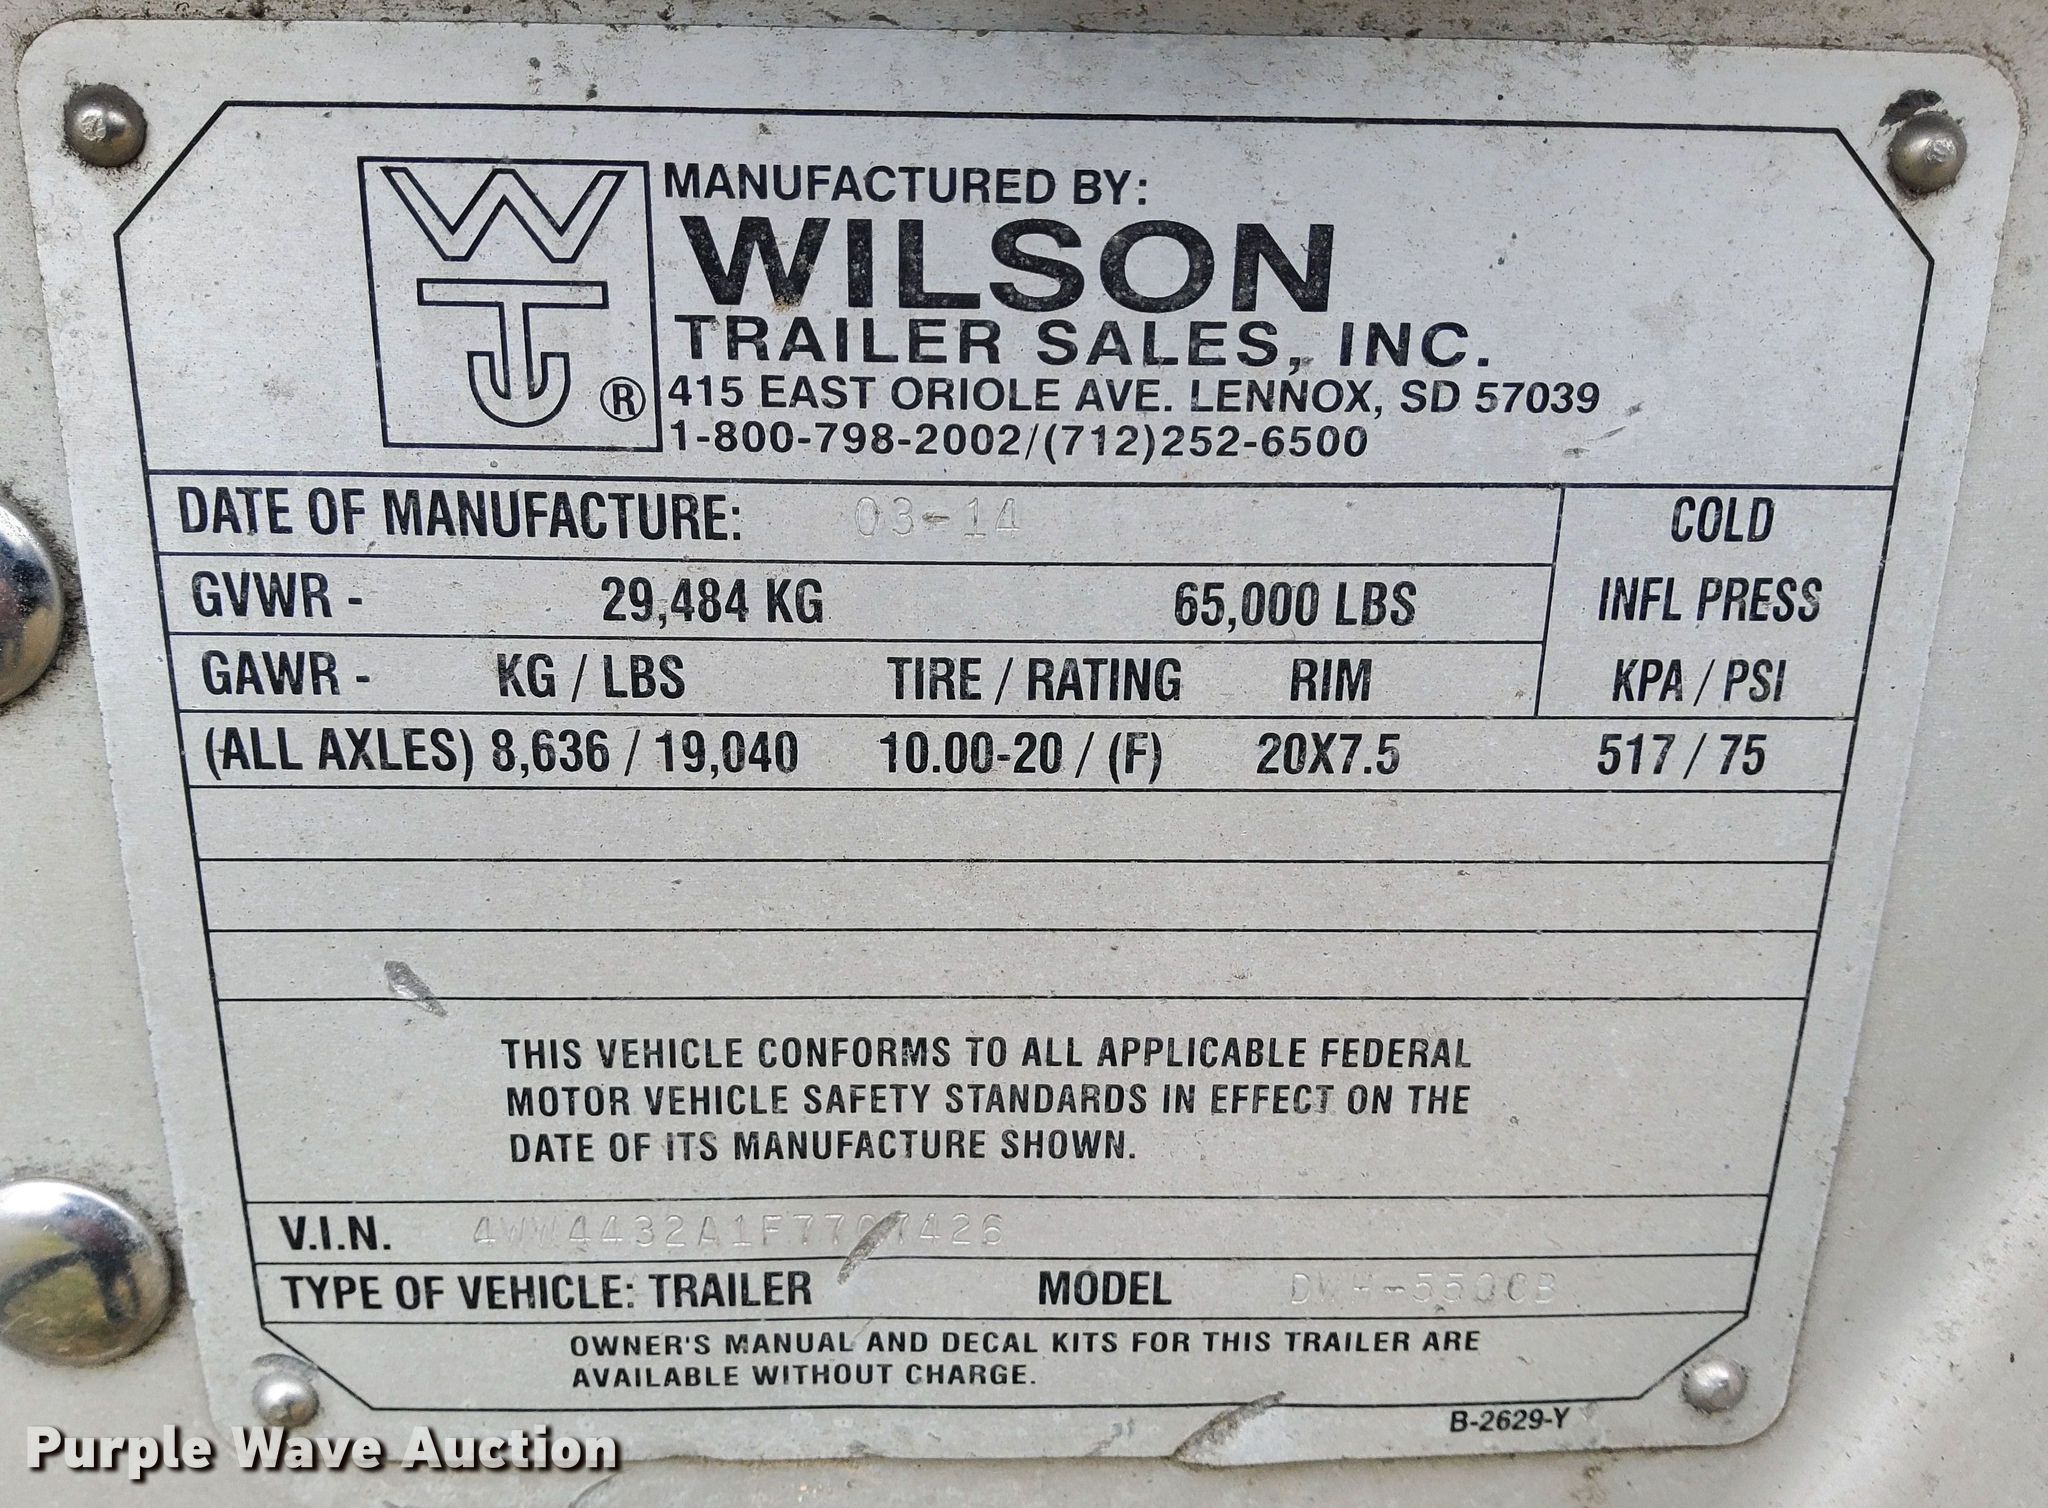 WTJ®
MANUFACTURED BY:
WILSON
TRAILER SALES, INC.
415 EAST ORIOLE AVE. LENNOX, SD 57039
1-800-798-2002/(712)252-6500
DATE OF MANUFACTURE: 03-14
COLD
GVWR - 29,484 KG 65,000 LBS INFL PRESS
GAWR - KG / LBS TIRE / RATING RIM KPA / PSI
(ALL AXLES) 8,636 / 19,040 10.00-20 / (F) 20X7.5 517 / 75
THIS VEHICLE CONFORMS TO ALL APPLICABLE FEDERAL
MOTOR VEHICLE SAFETY STANDARDS IN EFFECT ON THE
DATE OF ITS MANUFACTURE SHOWN.
V.I.N. 4WW4432A1F7707426
TYPE OF VEHICLE: TRAILER MODEL DWH-550CB
OWNER'S MANUAL AND DECAL KITS FOR THIS TRAILER ARE
AVAILABLE WITHOUT CHARGE.
B-2629-Y
Purple Wave Auction